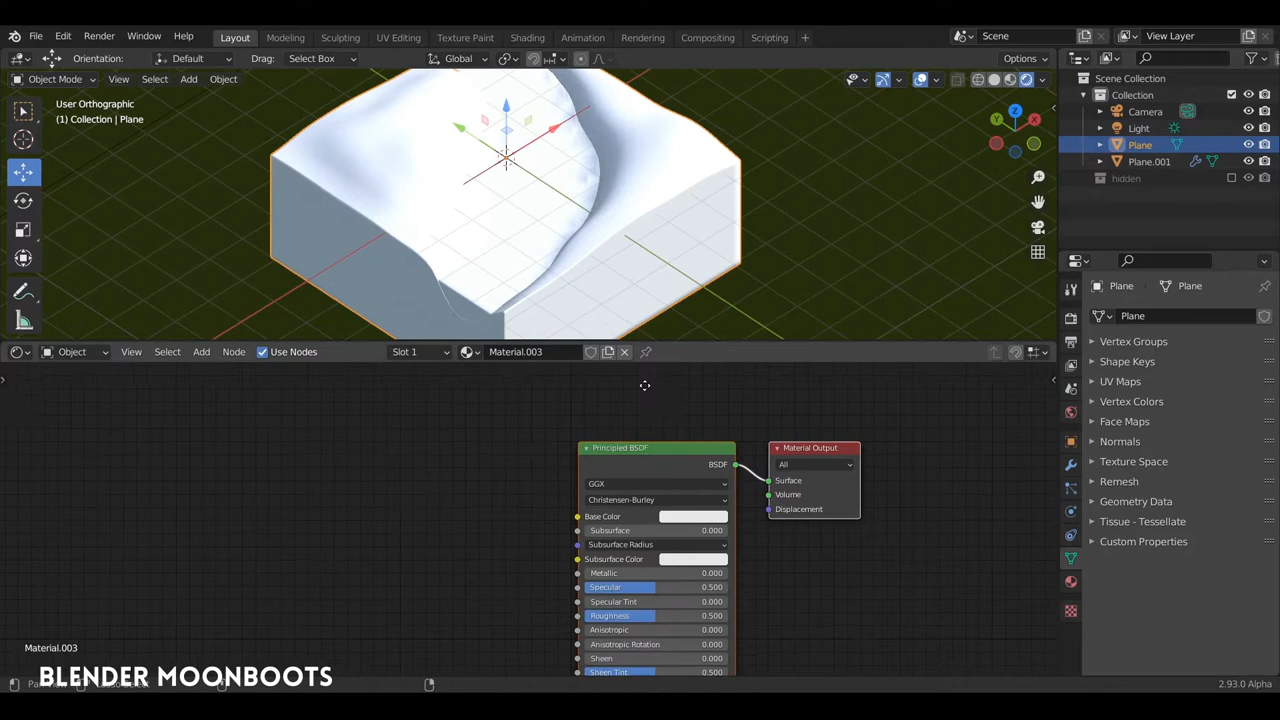 File Edit Render Window Help Layout Modeling Sculpting UV Editing Texture Paint Shading Animation Rendering Compositing Scripting + Scene View Layer
Orientation: Default Drag: Select Box Global Options
Object Mode View Select Add Object
User Orthographic
(1) Collection | Plane
Z
Y
X
Scene Collection
Collection
Camera
Light
Plane
Plane.001
hidden
Plane Plane
Plane
Vertex Groups
Shape Keys
UV Maps
Vertex Colors
Face Maps
Normals
Texture Space
Remesh
Geometry Data
Tissue - Tessellate
Custom Properties
Object View Select Add Node Use Nodes Slot 1 Material.003
Principled BSDF
BSDF
GGX
Christensen-Burley
Base Color
Subsurface 0.000
Subsurface Radius
Subsurface Color
Metallic 0.000
Specular 0.500
Specular Tint 0.000
Roughness 0.500
Anisotropic 0.000
Anisotropic Rotation 0.000
Sheen 0.000
Sheen Tint 0.500
Material Output
All
Surface
Volume
Displacement
Material.003
BLENDER MOONBOOTS
2.93.0 Alpha